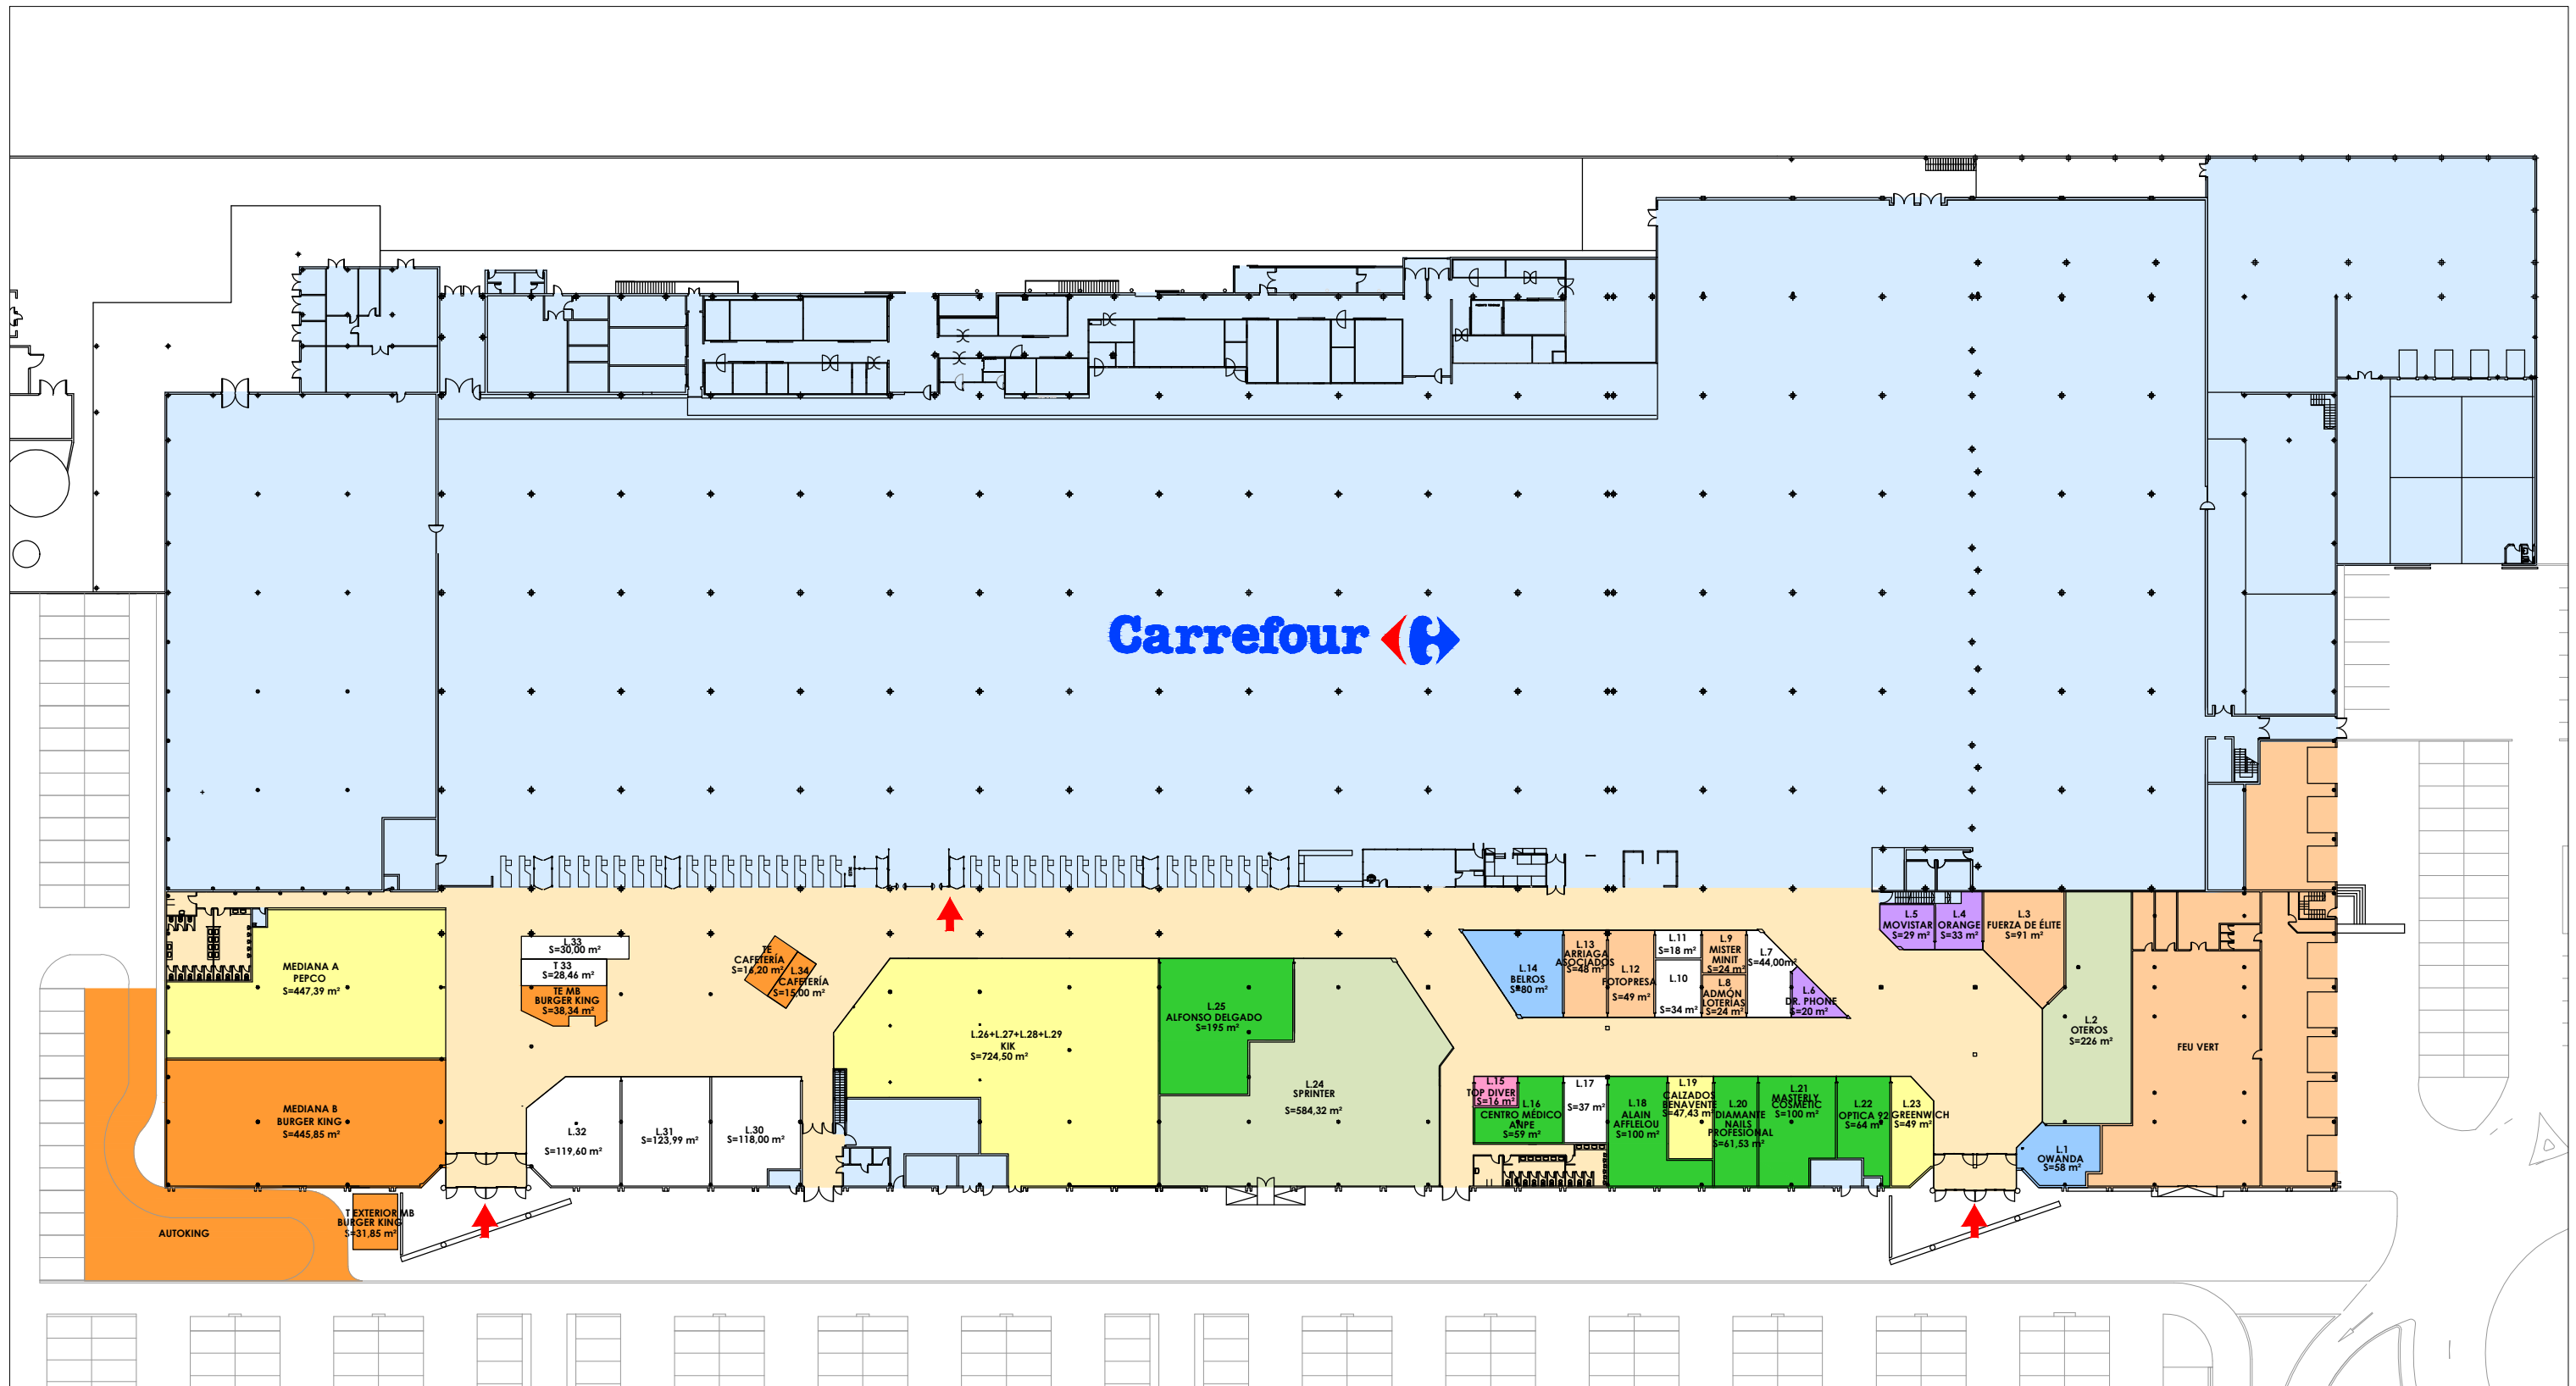 Carrefour
L.5
MOVISTAR
S=29 m²
L.4
ORANGE
S=33 m²
L.3
FUERZA DE ÉLITE
S=91 m²
L.33
S=30,00 m²
T 33
S=28,46 m²
TE MB
BURGER KING
S=38,34 m²
TE
CAFETERÍA
S=16,20 m²
L.34
CAFETERÍA
S=15,00 m²
MEDIANA A
PEPCO
S=447,39 m²
L.14
BELROS
S=80 m²
L.13
ARRIAGA
ASOCIADOS
S=48 m²
L.12
FOTOPRESA
S=49 m²
L.11
S=18 m²
L.10
S=34 m²
L.9
MISTER
MINIT
S=24 m²
L.8
ADMÓN
LOTERÍAS
S=24 m²
L.7
S=44,00m²
L.6
DR. PHONE
S=20 m²
L.25
ALFONSO DELGADO
S=195 m²
L.26+L.27+L.28+L.29
KIK
S=724,50 m²
L.2
OTEROS
S=226 m²
FEU VERT
L.24
SPRINTER
S=584,32 m²
MEDIANA B
BURGER KING
S=445,85 m²
L.32
S=119,60 m²
L.31
S=123,99 m²
L.30
S=118,00 m²
L.15
TOP DIVER
S=16 m²
L.16
CENTRO MÉDICO
ANPE
S=59 m²
L.17
S=37 m²
L.18
ALAIN
AFFLELOU
S=100 m²
L.19
CALZADOS
BENAVENTE
S=47,43 m²
L.20
DIAMANTE
NAILS
PROFESIONAL
S=61,53 m²
L.21
MASTERLY
COSMETIC
S=100 m²
L.22
OPTICA 92
S=64 m²
L.23
GREENWICH
S=49 m²
L.1
OWANDA
S=58 m²
T EXTERIOR MB
BURGER KING
S=31,85 m²
AUTOKING